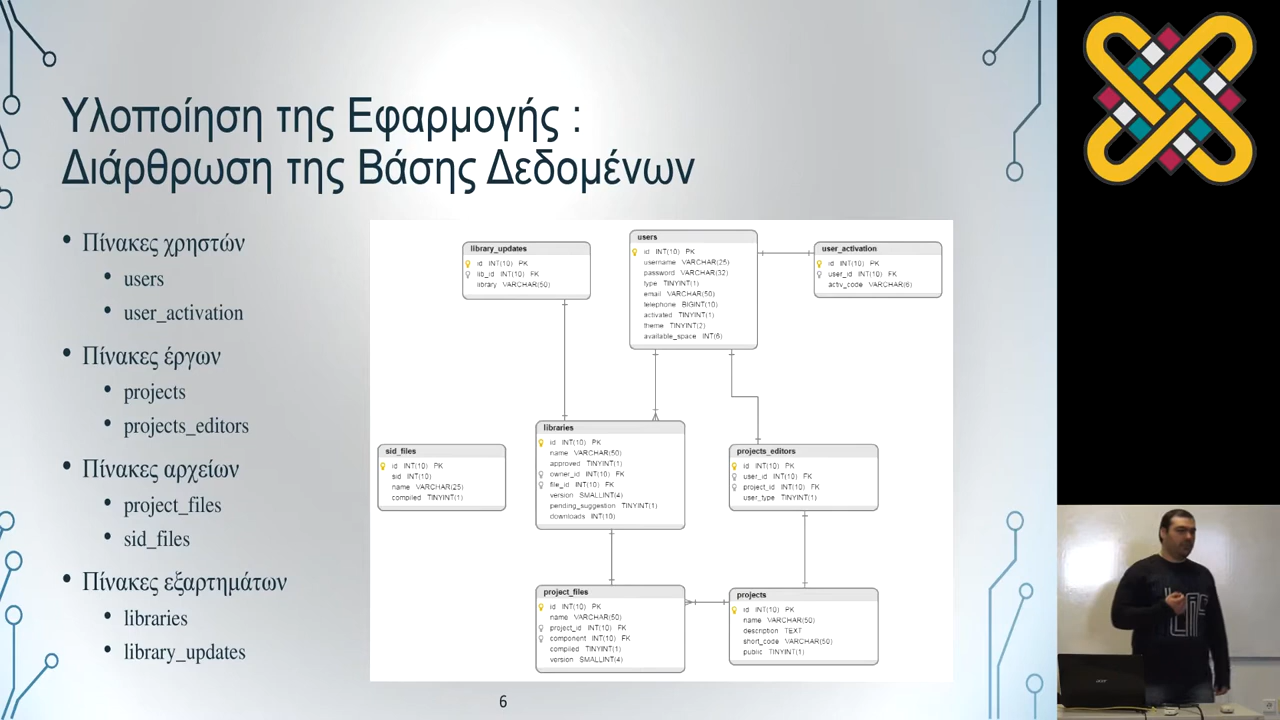 Υλοποίηση της Εφαρμογής :
Διάρθρωση της Βάσης Δεδομένων
• Πίνακες χρηστών
• users
• user_activation
• Πίνακες έργων
• projects
• projects_editors
• Πίνακες αρχείων
• project_files
• sid_files
• Πίνακες εξαρτημάτων
• libraries
• library_updates
library_updates
id INT(10) PK
lib_id INT(10) FK
library VARCHAR(50)
users
id INT(10) PK
username VARCHAR(25)
password VARCHAR(32)
type TINYINT(1)
email VARCHAR(50)
telephone BIGINT(10)
activated TINYINT(1)
theme TINYINT(2)
available_space INT(6)
user_activation
id INT(10) PK
user_id INT(10) FK
activ_code VARCHAR(6)
sid_files
id INT(10) PK
sid INT(10)
name VARCHAR(25)
compiled TINYINT(1)
libraries
id INT(10) PK
name VARCHAR(50)
approved TINYINT(1)
owner_id INT(10) FK
file_id INT(10) FK
version SMALLINT(4)
pending_suggestion TINYINT(1)
downloads INT(10)
projects_editors
id INT(10) PK
user_id INT(10) FK
project_id INT(10) FK
user_type TINYINT(1)
project_files
id INT(10) PK
name VARCHAR(50)
project_id INT(10) FK
component INT(10) FK
compiled TINYINT(1)
version SMALLINT(4)
projects
id INT(10) PK
name VARCHAR(50)
description TEXT
short_code VARCHAR(50)
public TINYINT(1)
6